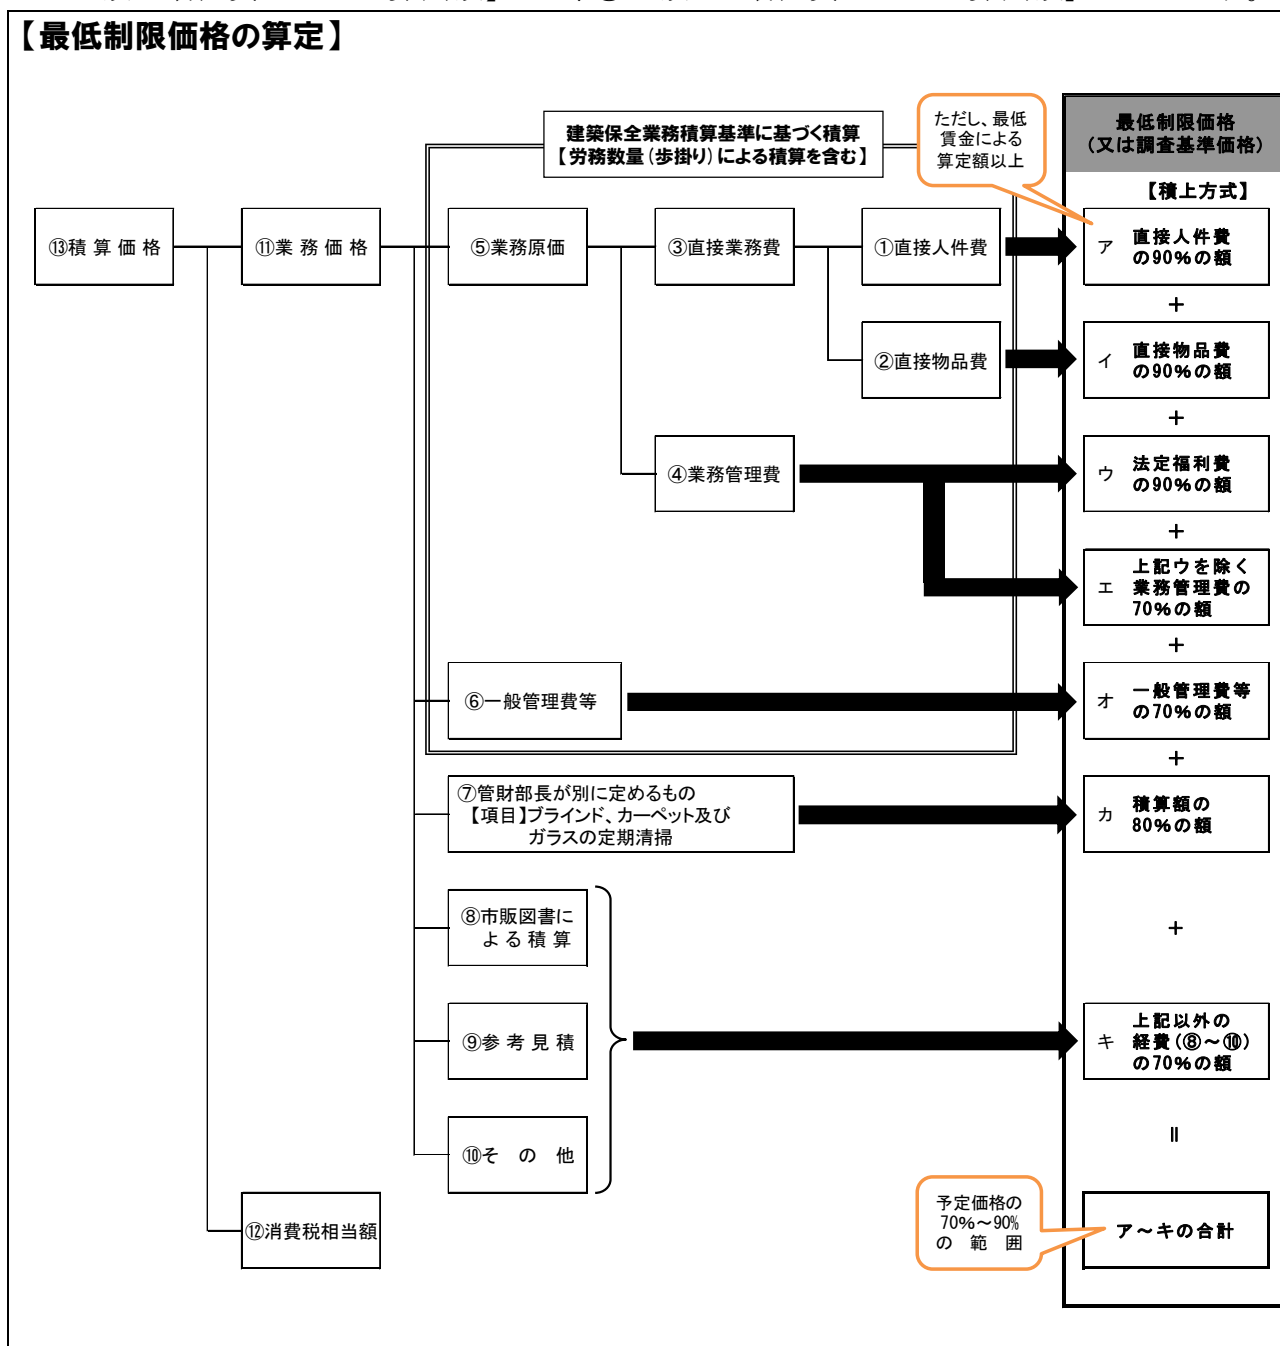 【最低制限価格の算定】
建築保全業務積算基準に基づく積算
【労務数量(歩掛り)による積算を含む】
ただし、最低
賃金による
算定額以上
最低制限価格
(又は調査基準価格)
【積上方式】
⑬積算価格
⑪業務価格
⑤業務原価
③直接業務費
①直接人件費
ア 直接人件費
の90%の額
+
②直接物品費
イ 直接物品費
の90%の額
+
④業務管理費
ウ 法定福利費
の90%の額
+
エ 上記ウを除く
業務管理費の
70%の額
+
⑥一般管理費等
オ 一般管理費等
の70%の額
+
⑦管財部長が別に定めるもの
【項目】ブラインド、カーペット及び
ガラスの定期清掃
カ 積算額の
80%の額
+
⑧市販図書に
よる積算
⑨参考見積
キ 上記以外の
経費(⑧~⑩)
の70%の額
⑩その他
=
⑫消費税相当額
予定価格の
70%~90%
の範囲
ア~キの合計